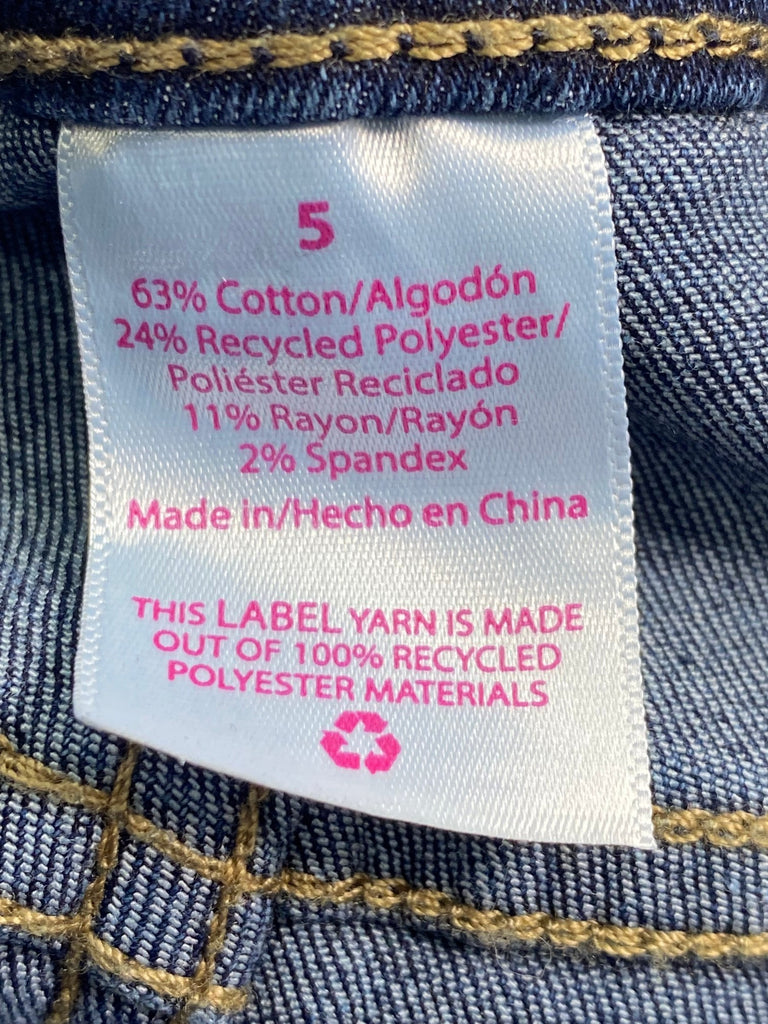 5
63% Cotton/Algodón
24% Recycled Polyester/
Poliéster Reciclado
11% Rayon/Rayón
2% Spandex
Made in/Hecho en China
THIS LABEL YARN IS MADE
OUT OF 100% RECYCLED
POLYESTER MATERIALS